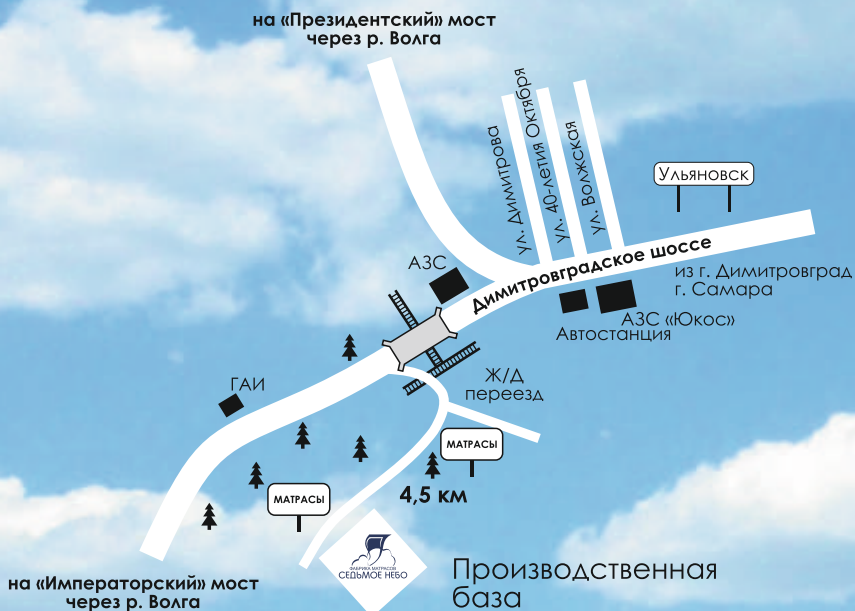 на «Президентский» мост
через р. Волга
ул. Димитрова
ул. 40-летия Октября
ул. Волжская
Ульяновск
Димитровградское шоссе
из г. Димитровград
г. Самара
АЗС
АЗС «Юкос»
Автостанция
Ж/Д
переезд
ГАИ
МАТРАСЫ
МАТРАСЫ
4,5 км
ФАБРИКА МАТРАСОВ
СЕДЬМОЕ НЕБО
Производственная
база
на «Императорский» мост
через р. Волга